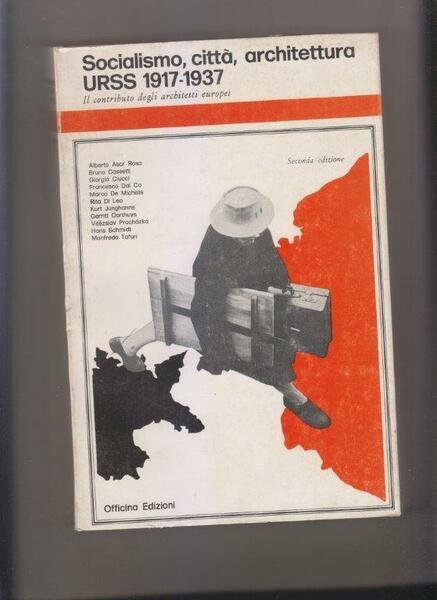 Socialismo, città, architettura
URSS 1917-1937
Il contributo degli architetti europei
Alberto Asor Rosa
Bruno Cassetti
Giorgio Ciucci
Francesco Dal Co
Marco De Michelis
Rita Di Leo
Kurt Junghanns
Gerrit Oorthuys
Vítězslav Procházka
Hans Schmidt
Manfredo Tafuri
Seconda edizione
Officina Edizioni